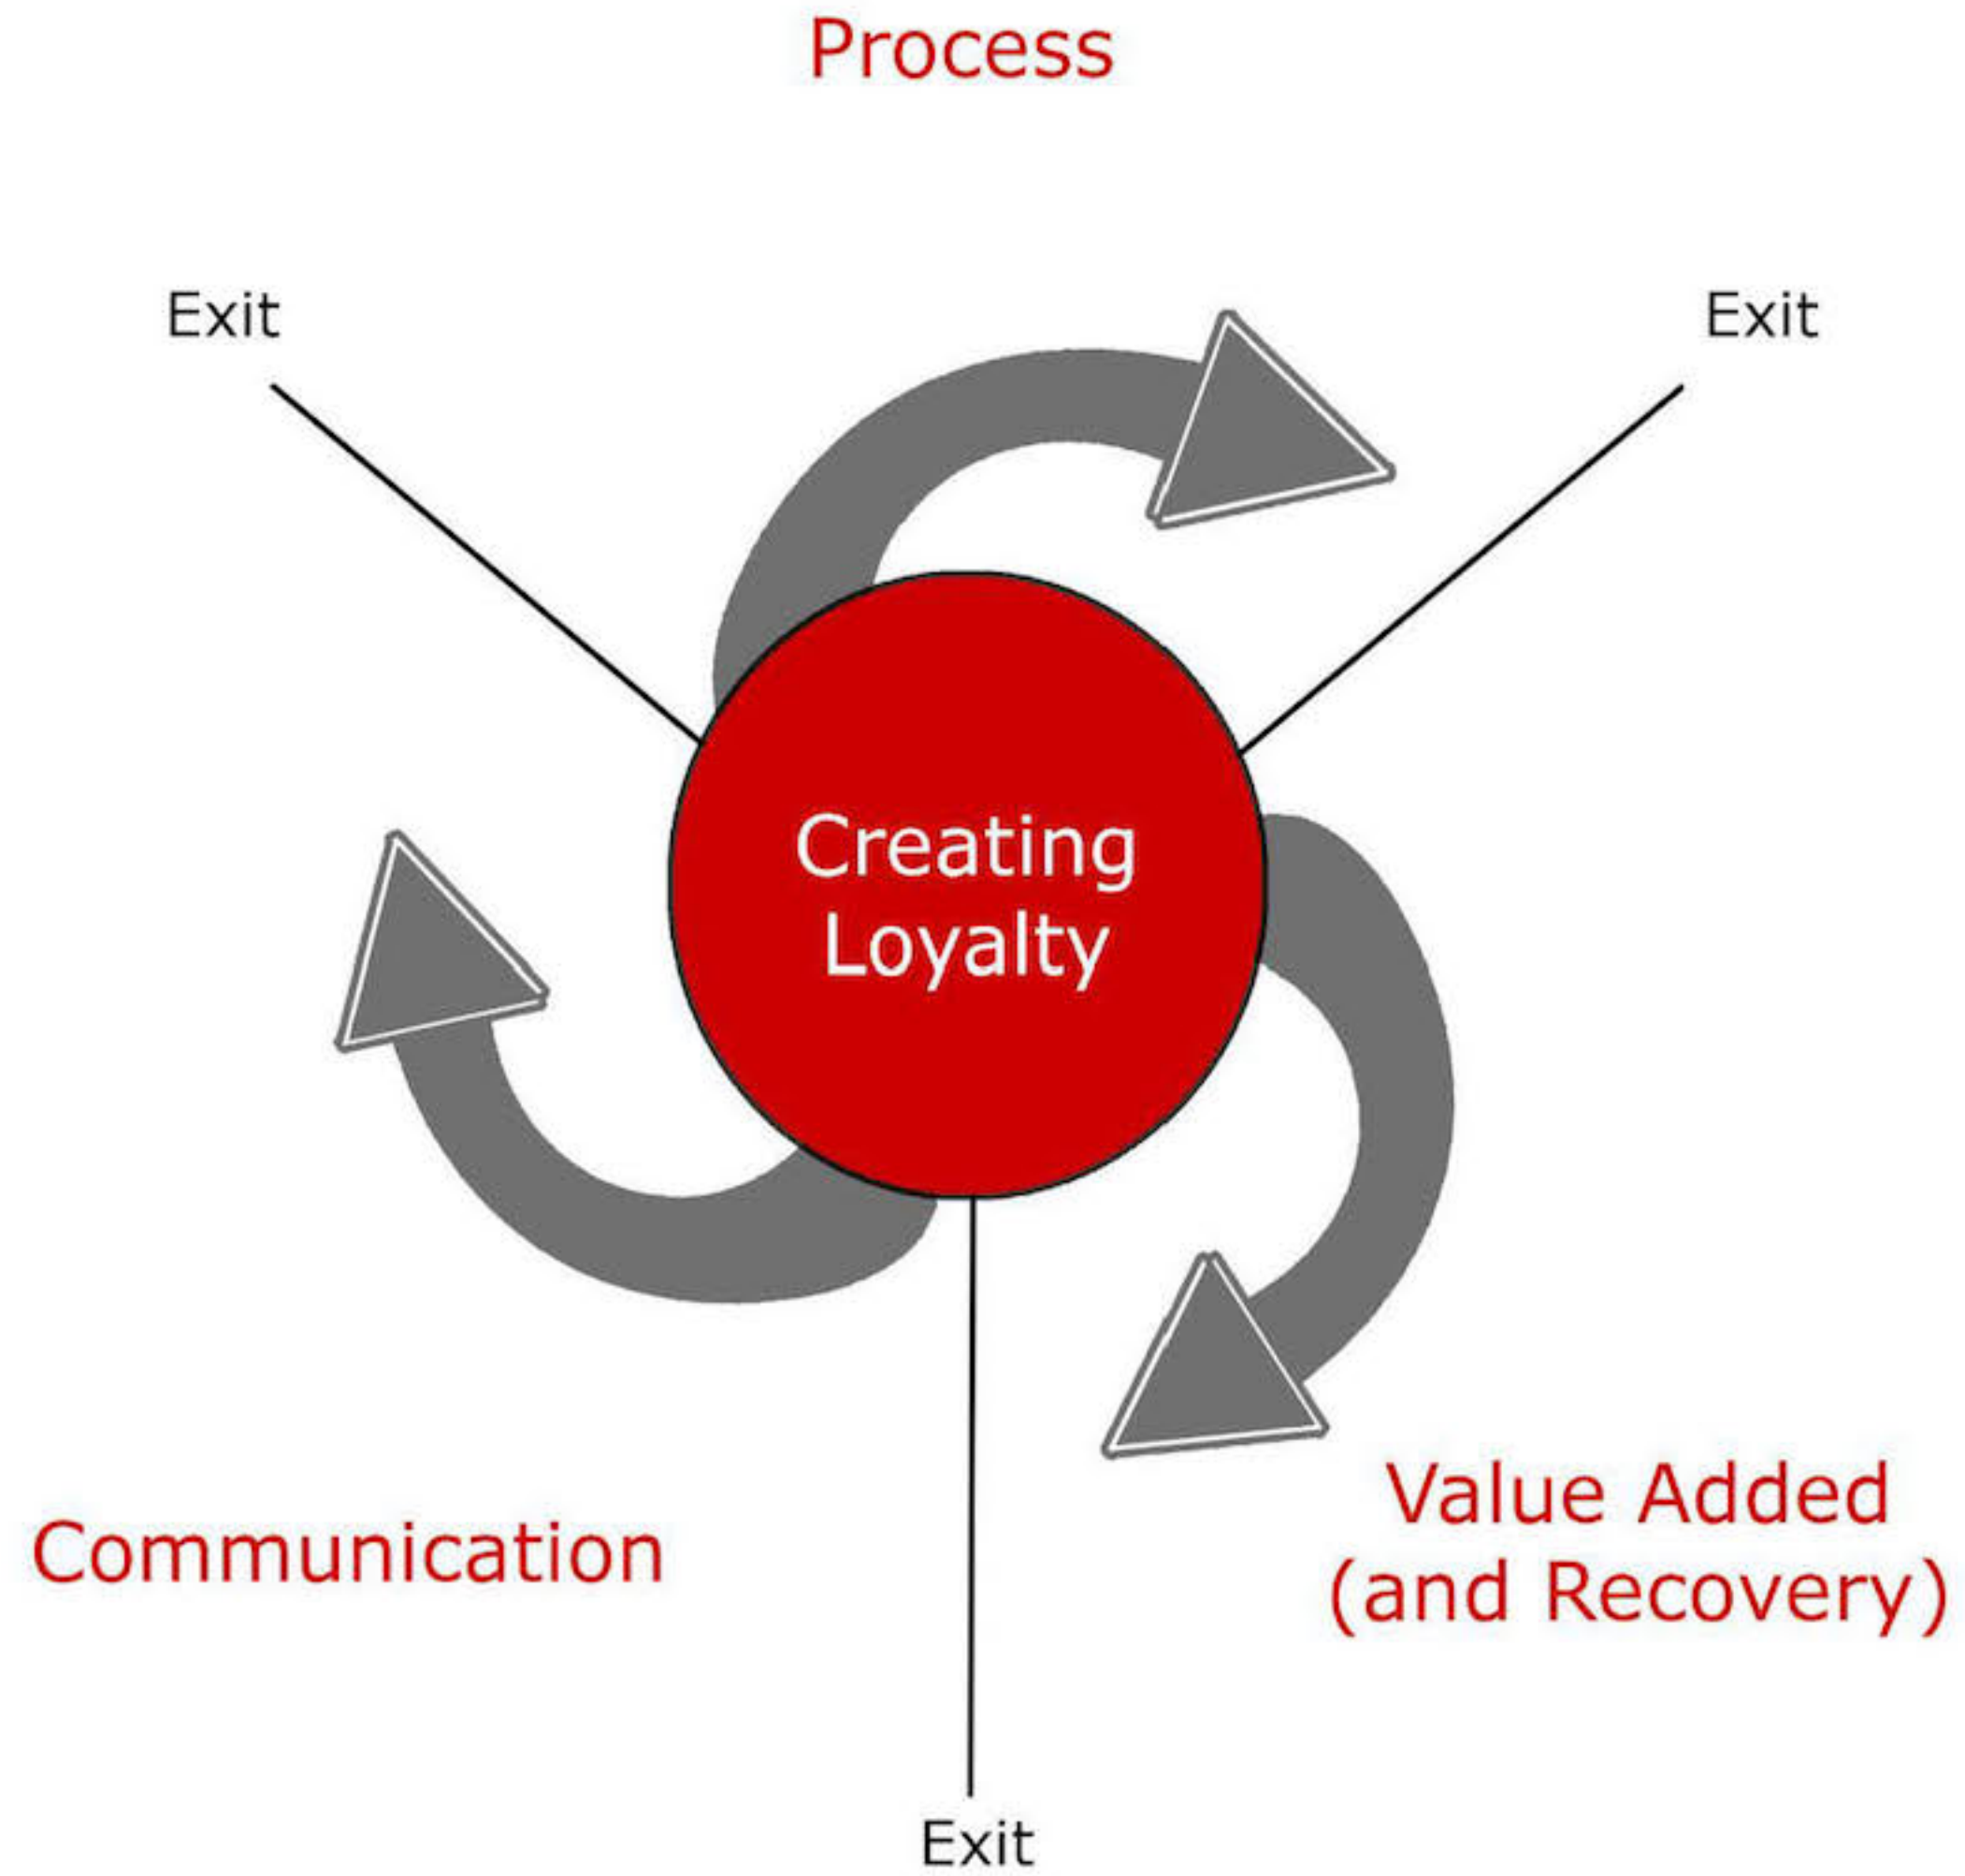 Process
Exit
Exit
Creating
Loyalty
Value Added
(and Recovery)
Communication
Exit